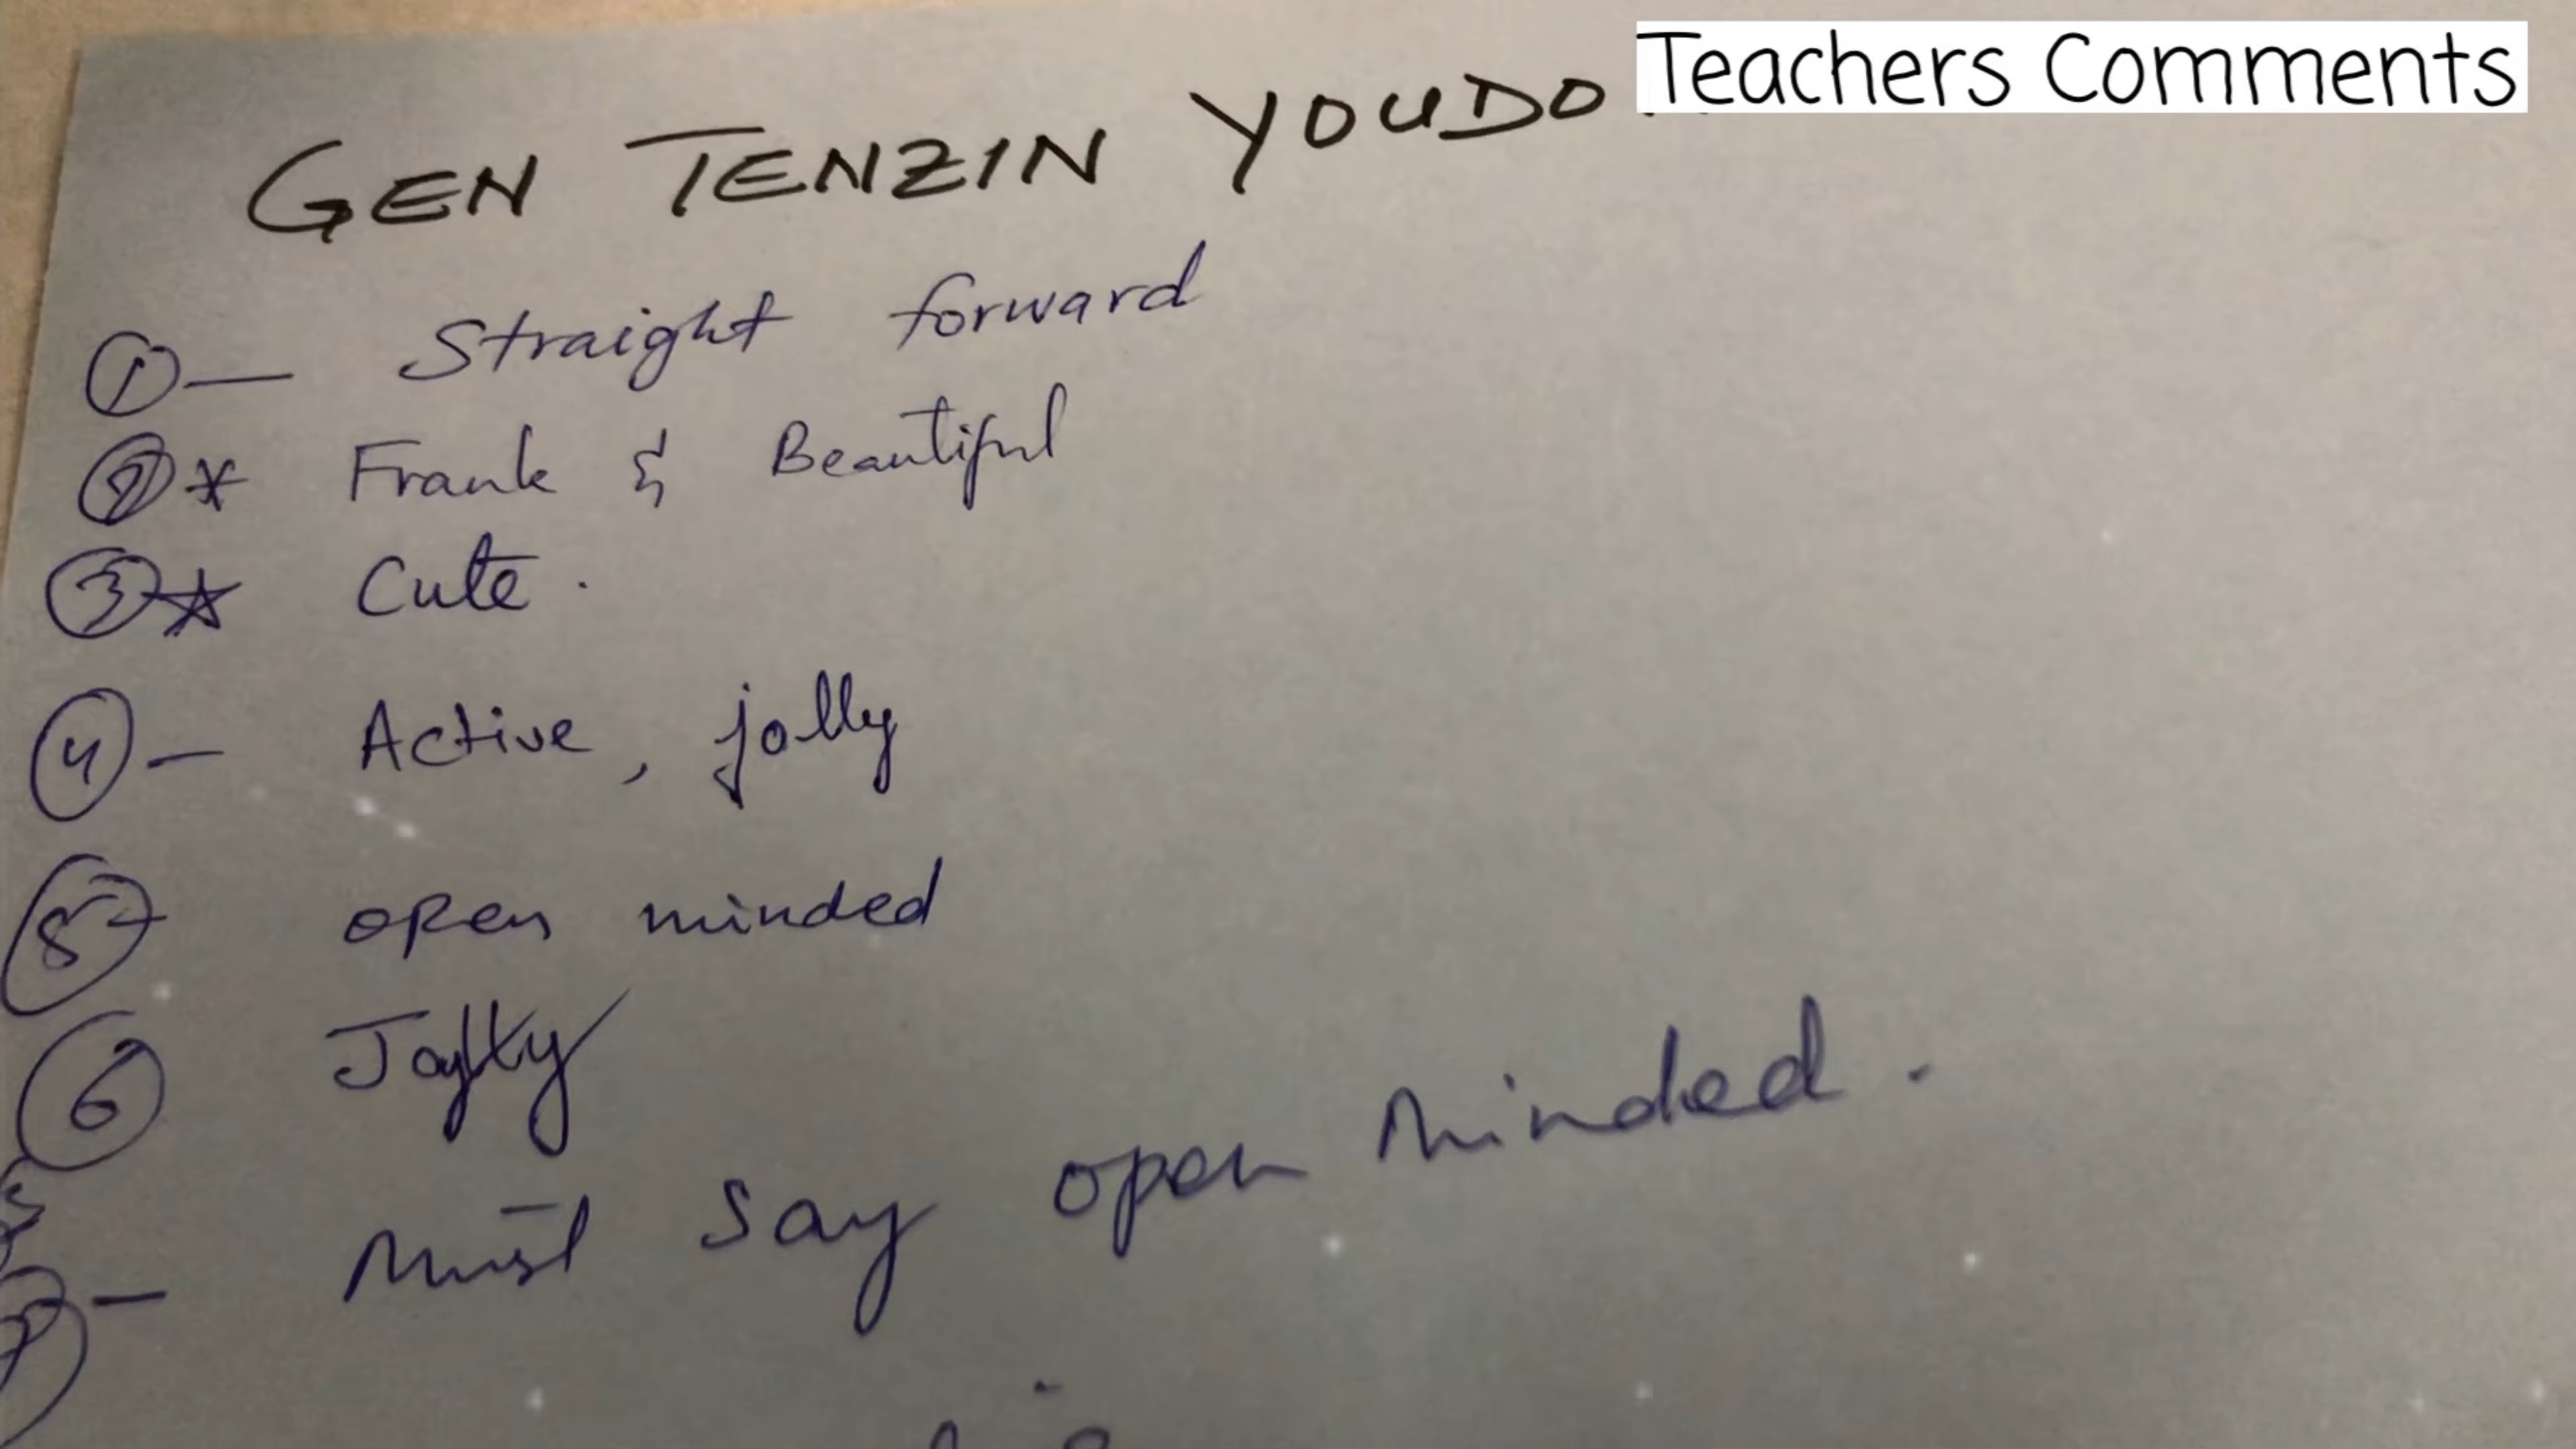 Teachers Comments
GEN TENZIN YOUDO
① — Straight forward
② * Frank & Beautiful
③ ☆ Cute.
④ — Active, jolly
⑤ - open minded
⑥
⑦ — Must say open Minded.